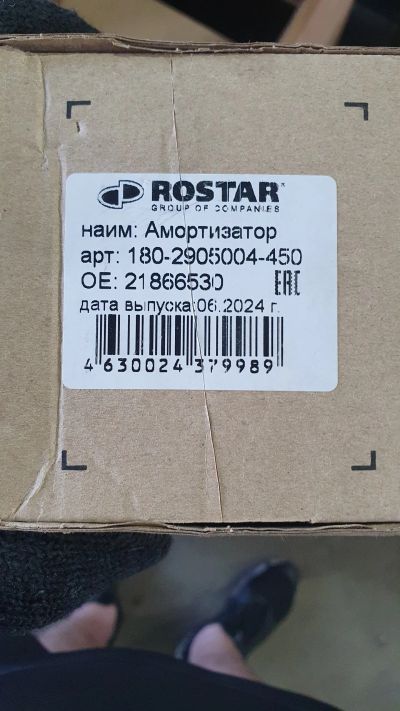 ROSTAR
GROUP OF COMPANIES
наим: Амортизатор
арт: 180-2905004-450
OE: 21866530
EAC
дата выпуска:06.2024 г.
4 630024 379989